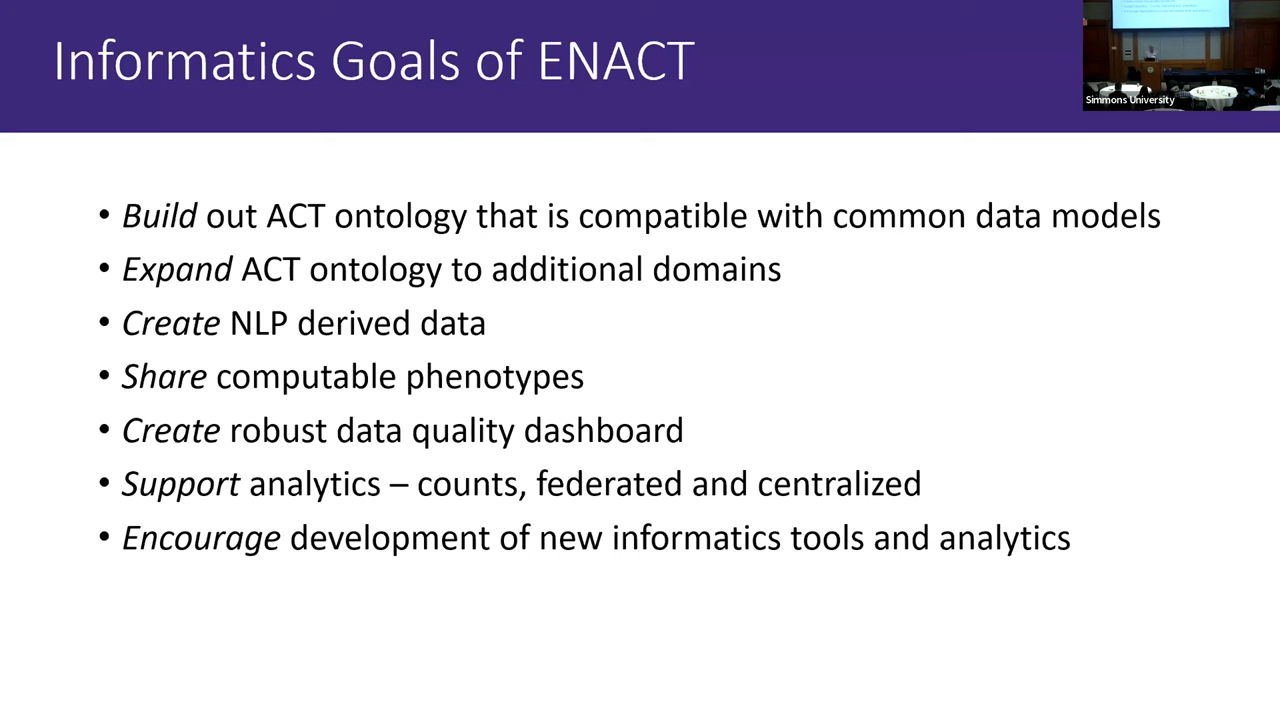 Informatics Goals of ENACT
Simmons University
• Build out ACT ontology that is compatible with common data models
• Expand ACT ontology to additional domains
• Create NLP derived data
• Share computable phenotypes
• Create robust data quality dashboard
• Support analytics – counts, federated and centralized
• Encourage development of new informatics tools and analytics